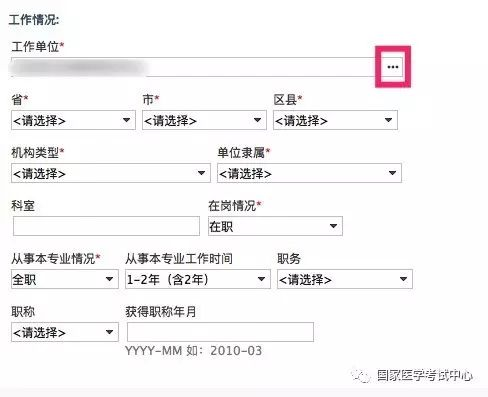 工作情况:
工作单位*
...
省* 市* 区县*
<请选择> <请选择> <请选择>
机构类型* 单位隶属*
<请选择> <请选择>
科室 在岗情况*
在职
从事本专业情况* 从事本专业工作时间 职务
全职 1-2年（含2年） <请选择>
职称 获得职称年月
<请选择>
YYYY-MM 如：2010-03
国家医学考试中心